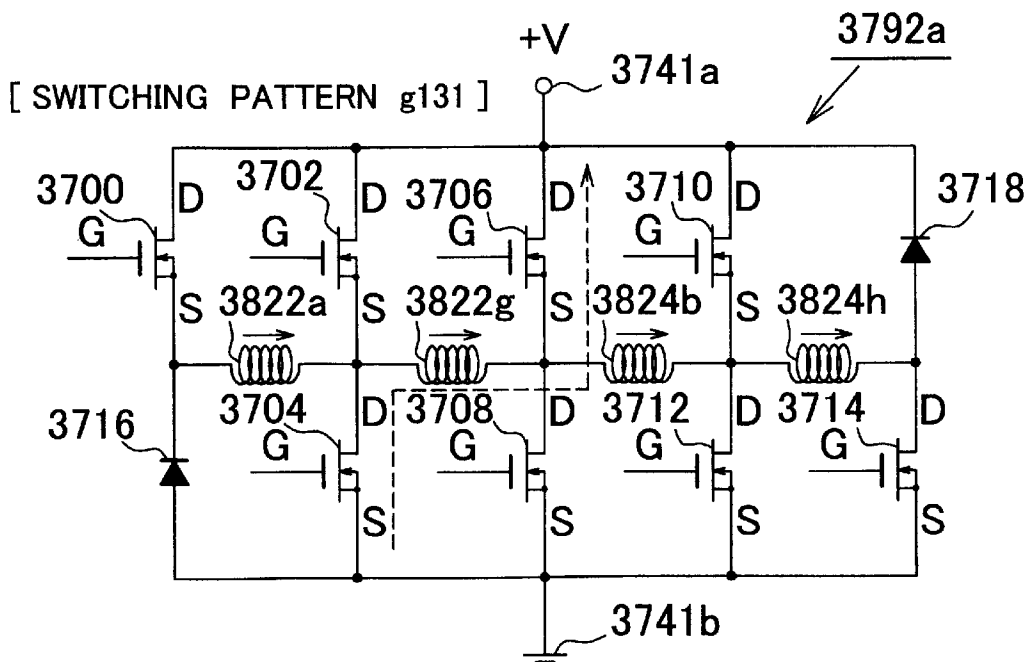 3792a
+V
3741a
[ SWITCHING PATTERN g131 ]
3700 D 3702 D 3706 D 3710 D 3718
G G G G
S S S S
3822a 3822g 3824b 3824h
3716 3704 D 3708 D 3712 D 3714 D
G G G G
S S S S
3741b